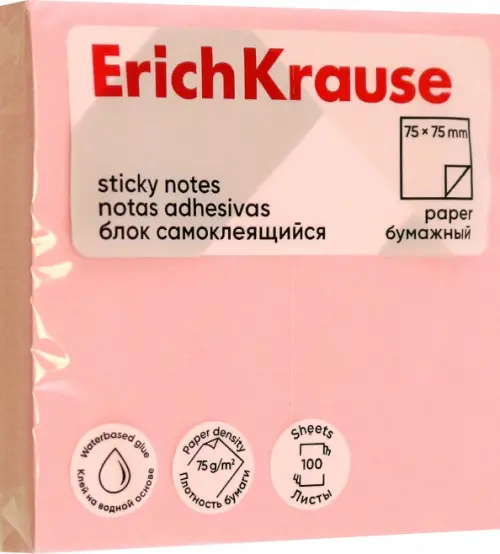 ErichKrause
75 × 75 mm
sticky notes
notas adhesivas
блок самоклеящийся
paper
бумажный
Waterbased glue
Клей на водной основе
Paper density
75 g/m²
Плотность бумаги
Sheets
100
Листы